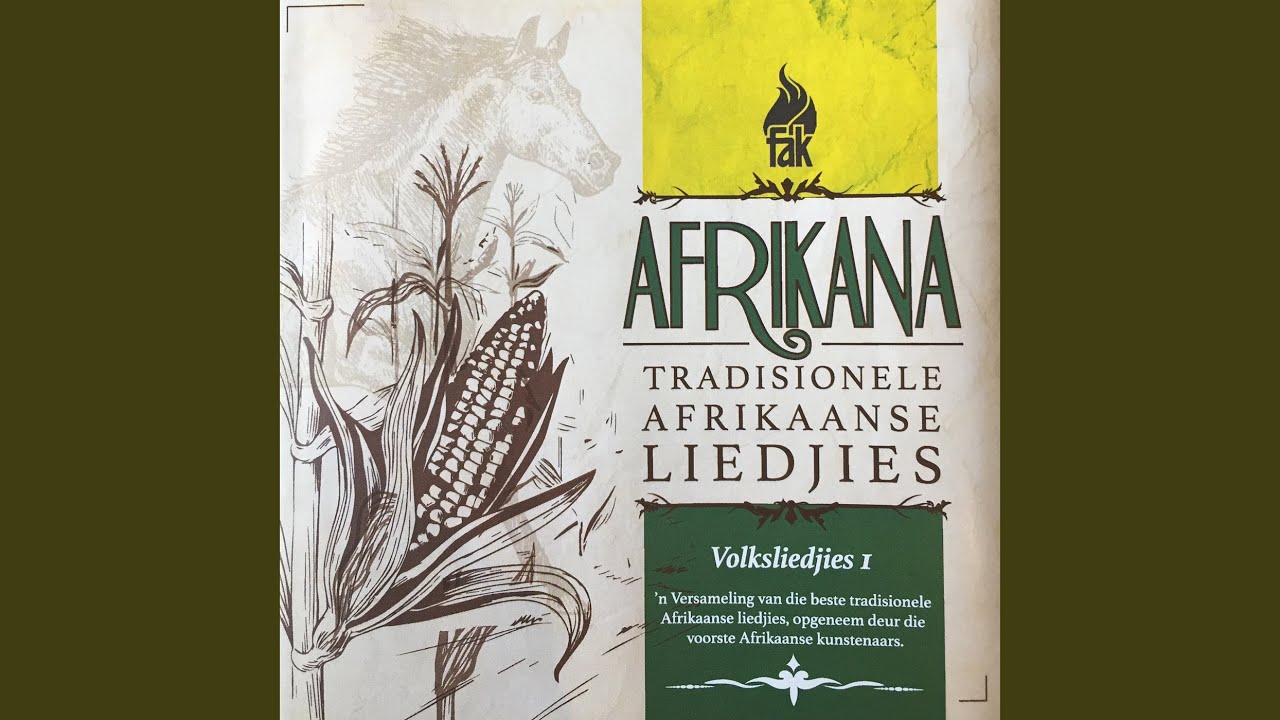 fak
AFRIKANA
TRADISIONELE
AFRIKAANSE
LIEDJIES
Volksliedjies 1
'n Versameling van die beste tradisionele
Afrikaanse liedjies, opgeneem deur die
voorste Afrikaanse kunstenaars.